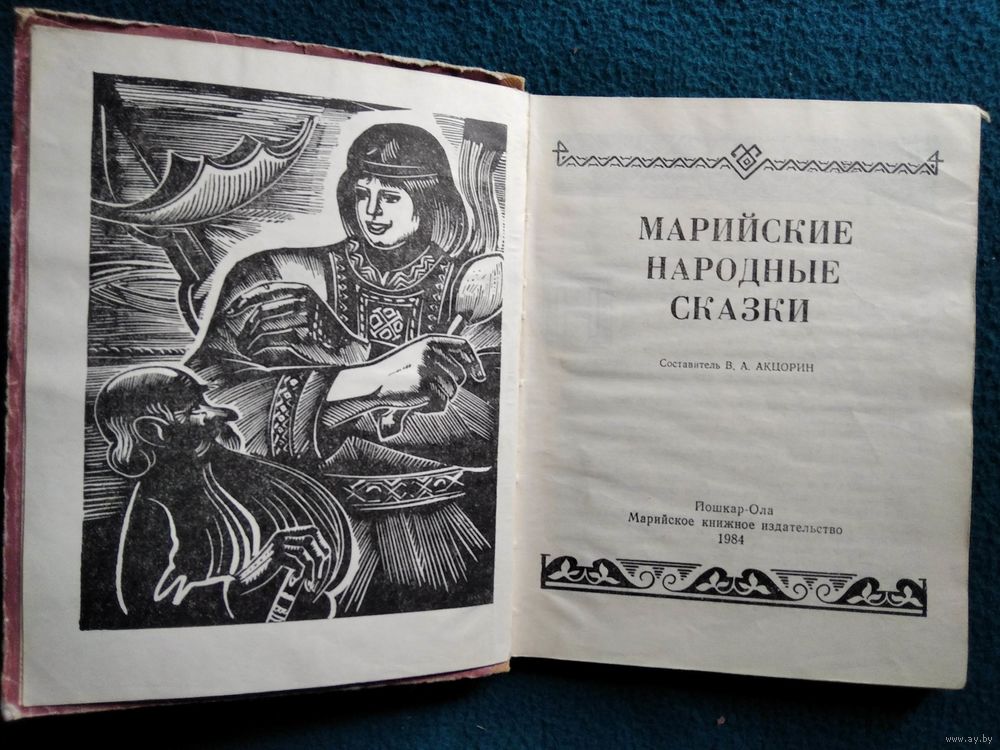 МАРИЙСКИЕ
НАРОДНЫЕ
СКАЗКИ
Составитель В. А. АКЦОРИН
Йошкар-Ола
Марийское книжное издательство
1984
www.ay.by